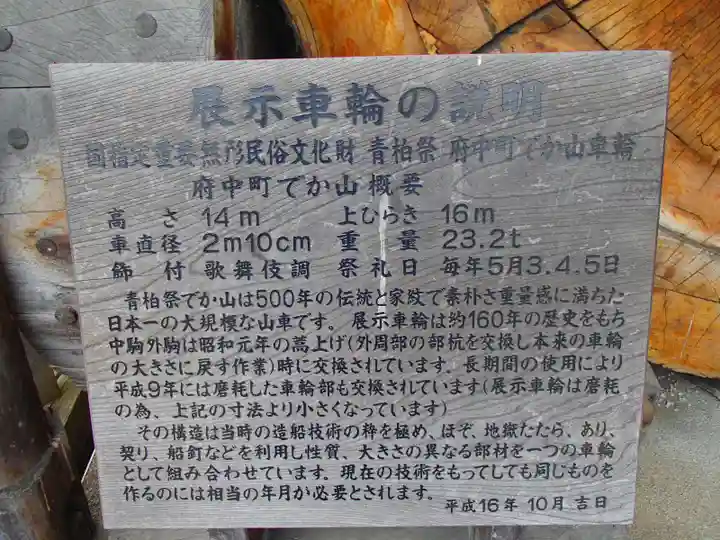 展示車輪の説明
国指定重要無形民俗文化財 青柏祭 府中町でか山車輪
府中町でか山概要
高さ 14m 上ひらき 16m
車直径 2m10cm 重量 23.2t
飾付 歌舞伎調 祭礼日 毎年5月3.4.5日
青柏祭でか山は500年の伝統と家紋で素朴さ重量感に満ちた
日本一の大規模な山車です。展示車輪は約160年の歴史をもち
中駒外駒は昭和元年の蒿上げ(外周部の部杭を交換し本来の車輪
の大きさに戻す作業)時に交換されています。長期間の使用により
平成9年には磨耗した車輪部も交換されています(展示車輪は磨耗
の為、上記の寸法より小さくなっています)
その構造は当時の造船技術の粋を極め、ほぞ、地獄たたら、あり、
契り、船釘などを利用し性質、大きさの異なる部材を一つの車輪
として組み合わせています。現在の技術をもってしても同じものを
作るのには相当の年月が必要とされます。
平成16年10月吉日